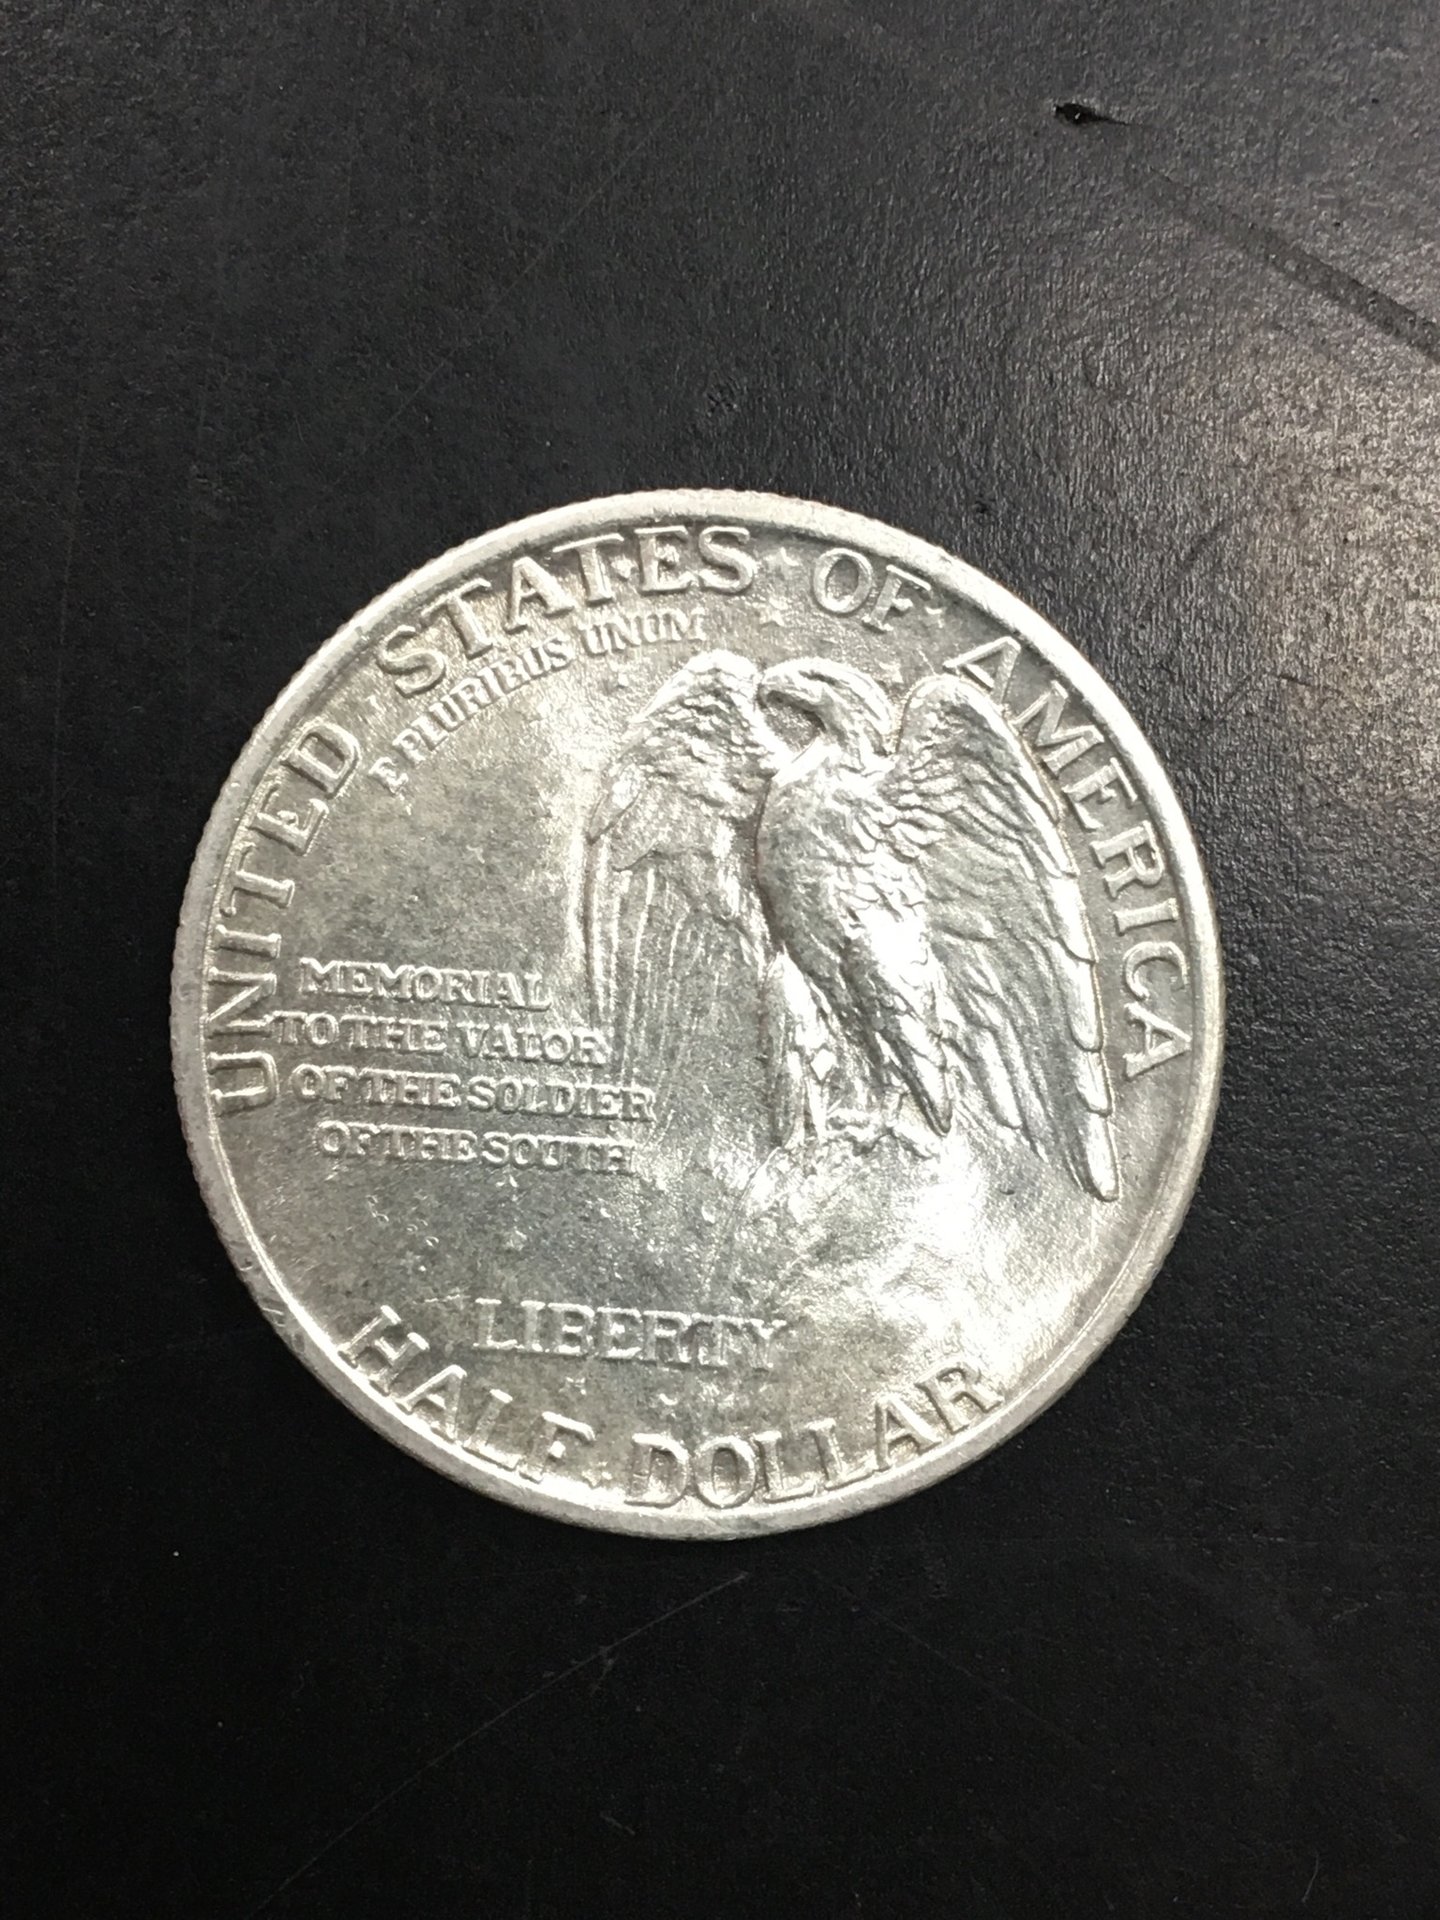 UNITED STATES OF AMERICA
E PLURIBUS UNUM
MEMORIAL
TO THE VALOR
OF THE SOLDIER
OF THE SOUTH
LIBERTY
HALF DOLLAR